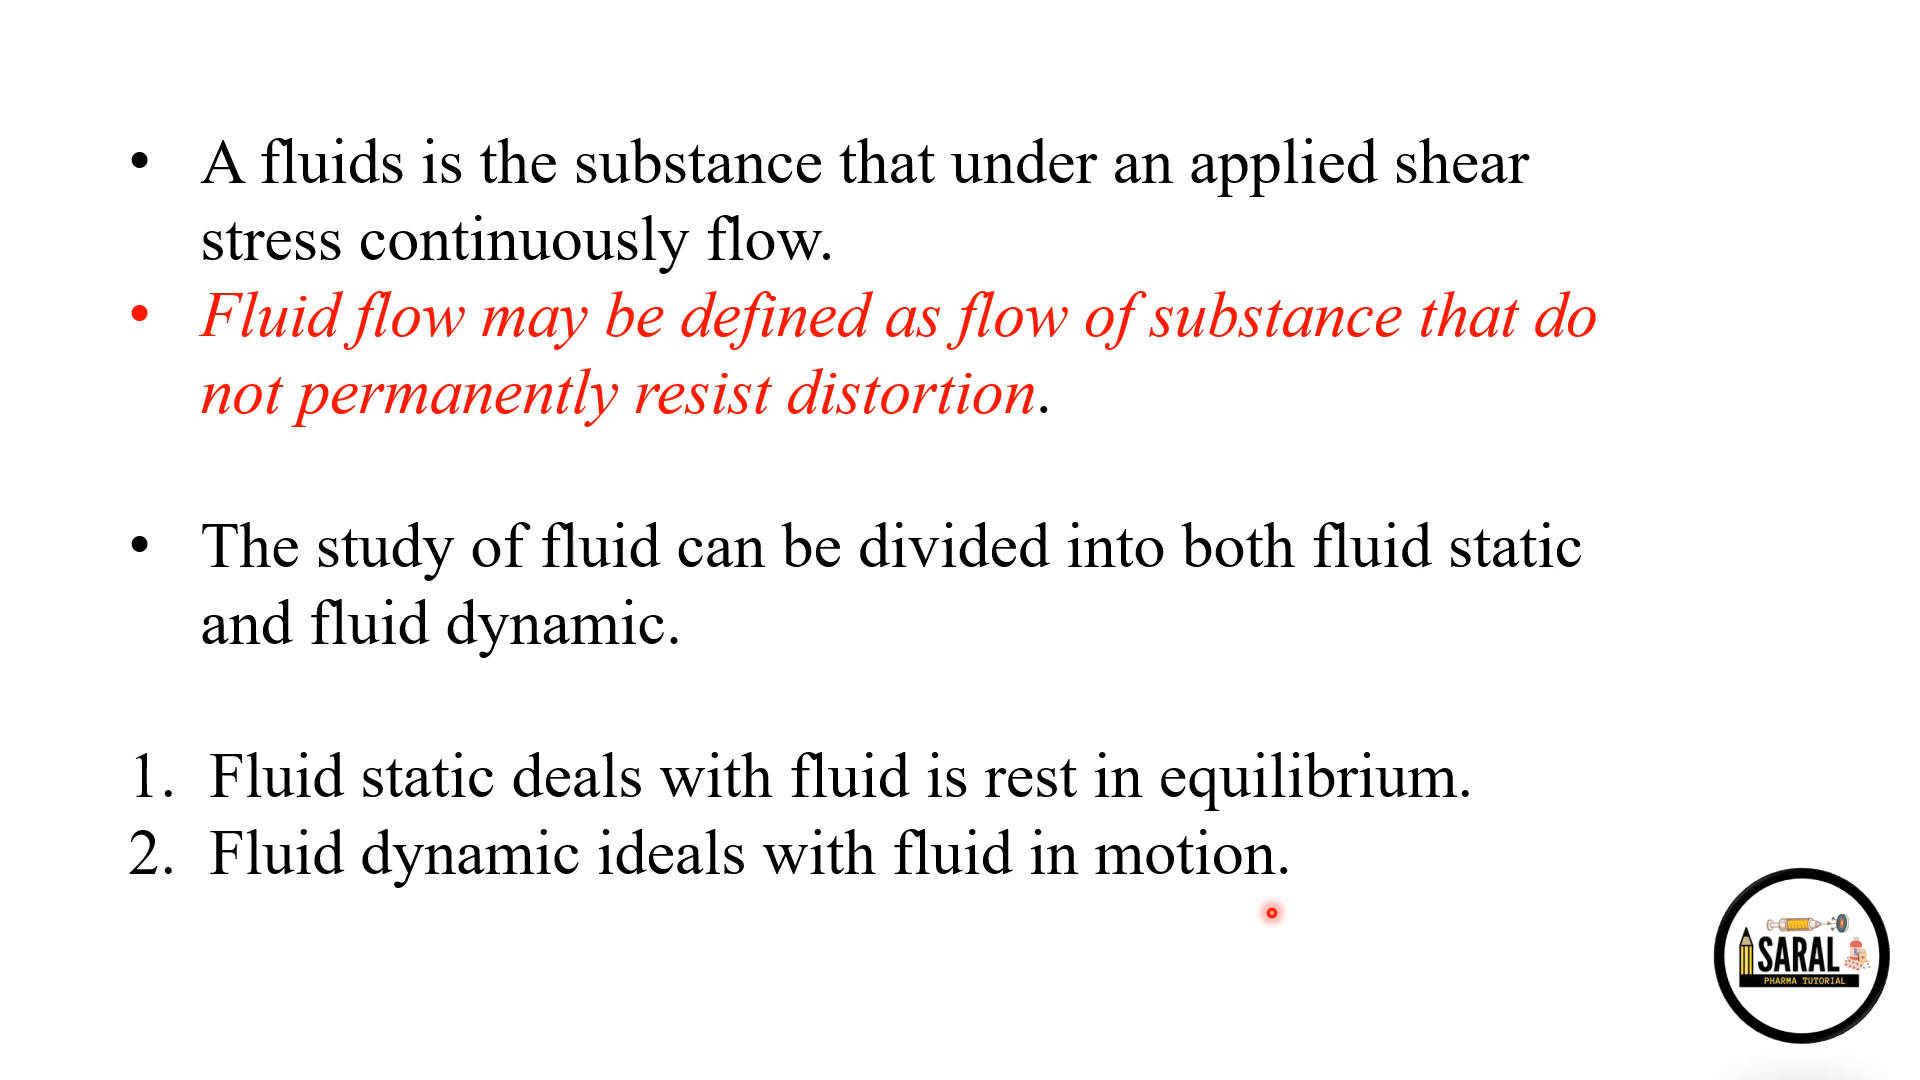 • A fluids is the substance that under an applied shear
stress continuously flow.
• Fluid flow may be defined as flow of substance that do
not permanently resist distortion.
• The study of fluid can be divided into both fluid static
and fluid dynamic.
1. Fluid static deals with fluid is rest in equilibrium.
2. Fluid dynamic ideals with fluid in motion.
SARAL
PHARMA TUTORIAL